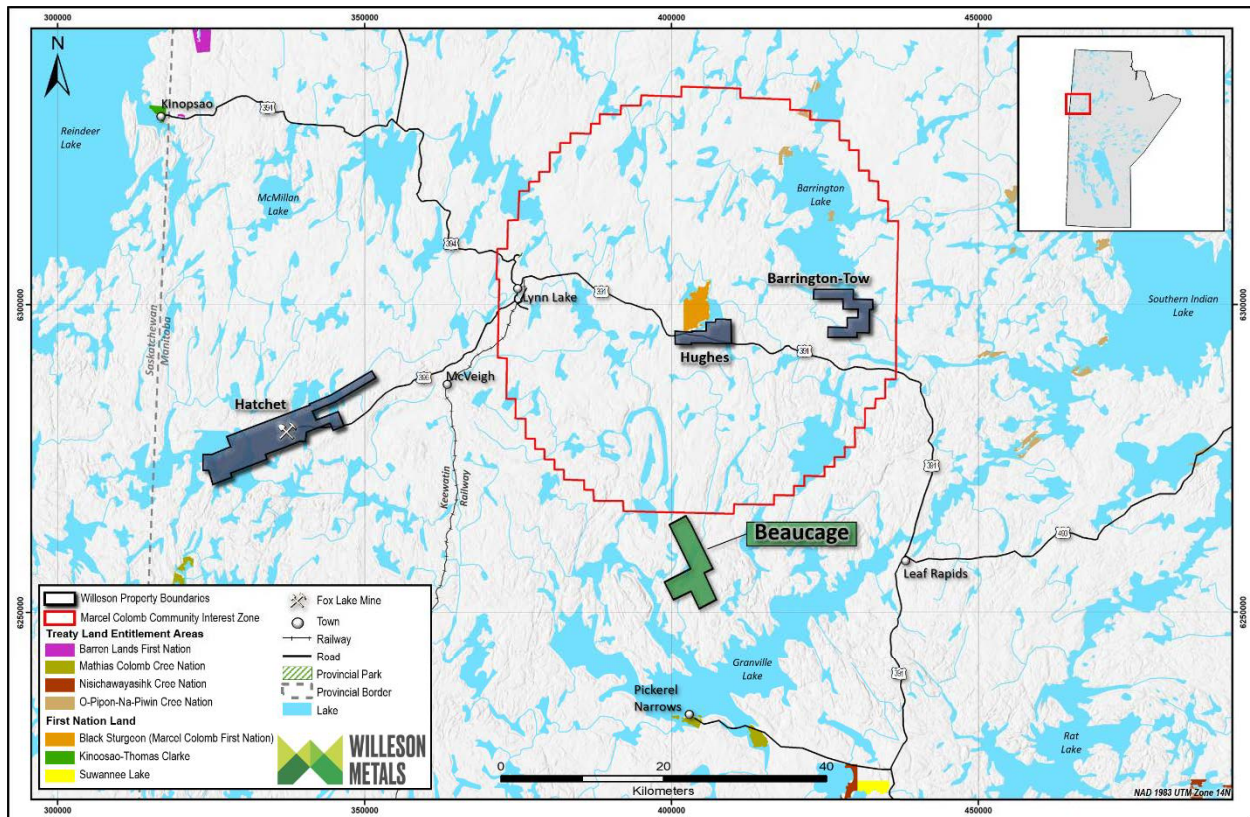 300000
350000
400000
450000
N
Kinopsao
394
Reindeer
Lake
McMillan
Lake
394
Barrington
Lake
Barrington-Tow
Lynn Lake
391
6300000
6300000
Southern Indian
Lake
Saskatchewan
Manitoba
Hughes
391
McVeigh
396
Hatchet
Keewatin
Railway
391
493
Beaucage
Leaf Rapids
6250000
6250000
Granville
Lake
391
Pickerel
Narrows
Rat
Lake
Willeson Property Boundaries
Marcel Colomb Community Interest Zone
Treaty Land Entitlement Areas
Barron Lands First Nation
Mathias Colomb Cree Nation
Nisichawayasihk Cree Nation
O-Pipon-Na-Piwin Cree Nation
First Nation Land
Black Sturgeon (Marcel Colomb First Nation)
Kinoosao-Thomas Clarke
Suwannee Lake
Fox Lake Mine
Town
Railway
Road
Provincial Park
Provincial Border
Lake
WILLESON
METALS
0
20
40
Kilometers
NAD 1983 UTM Zone 14N
300000
350000
400000
450000